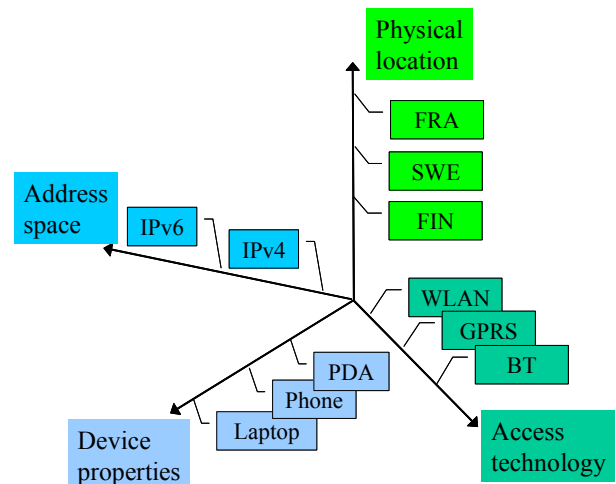 Physical
location
FRA
SWE
FIN
Address
space
IPv6
IPv4
WLAN
GPRS
BT
PDA
Phone
Laptop
Device
properties
Access
technology